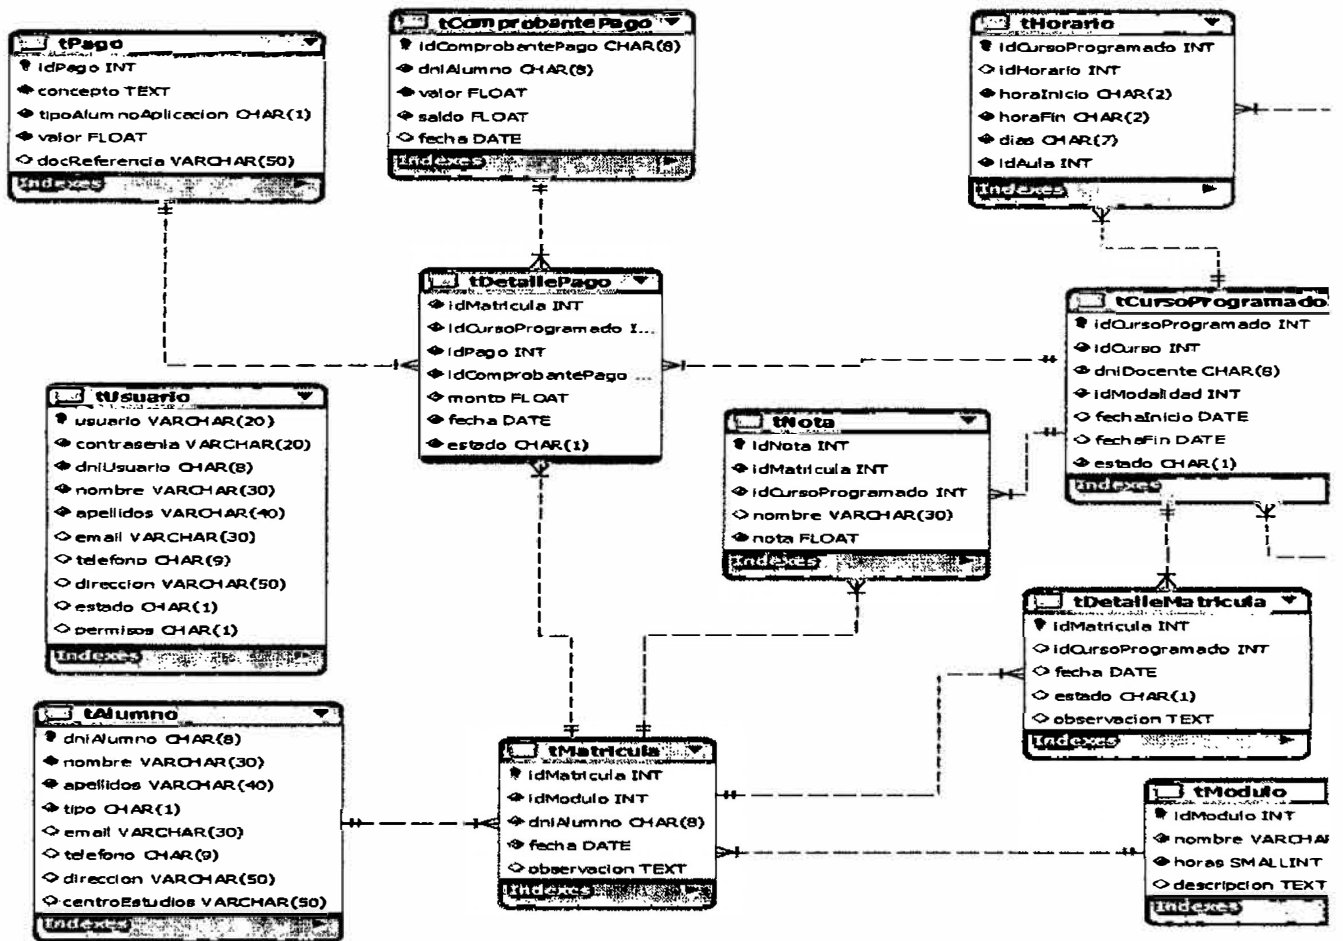 tPago
idPago INT
concepto TEXT
tipoAlumnoAplicacion CHAR(1)
valor FLOAT
docReferencia VARCHAR(50)
Indexes
tComprobantePago
idComprobantePago CHAR(8)
dniAlumno CHAR(8)
valor FLOAT
saldo FLOAT
fecha DATE
Indexes
tHorario
idCursoProgramado INT
idHorario INT
horaInicio CHAR(2)
horaFin CHAR(2)
dias CHAR(7)
idAula INT
Indexes
tDetallePago
idMatricula INT
idCursoProgramado I...
idPago INT
idComprobantePago ...
monto FLOAT
fecha DATE
estado CHAR(1)
tCursoProgramado
idCursoProgramado INT
idCurso INT
dniDocente CHAR(8)
idModalidad INT
fechaInicio DATE
fechaFin DATE
estado CHAR(1)
Indexes
tUsuario
usuario VARCHAR(20)
contrasenia VARCHAR(20)
dniUsuario CHAR(8)
nombre VARCHAR(30)
apellidos VARCHAR(40)
email VARCHAR(30)
telefono CHAR(9)
direccion VARCHAR(50)
estado CHAR(1)
permisos CHAR(1)
Indexes
tNota
idNota INT
idMatricula INT
idCursoProgramado INT
nombre VARCHAR(30)
nota FLOAT
Indexes
tDetalleMatricula
idMatricula INT
idCursoProgramado INT
fecha DATE
estado CHAR(1)
observacion TEXT
Indexes
tAlumno
dniAlumno CHAR(8)
nombre VARCHAR(30)
apellidos VARCHAR(40)
tipo CHAR(1)
email VARCHAR(30)
telefono CHAR(9)
direccion VARCHAR(50)
centroEstudios VARCHAR(50)
Indexes
tMatricula
idMatricula INT
idModulo INT
dniAlumno CHAR(8)
fecha DATE
observacion TEXT
Indexes
tModulo
idModulo INT
nombre VARCHAR
horas SMALLINT
descripcion TEXT
Indexes